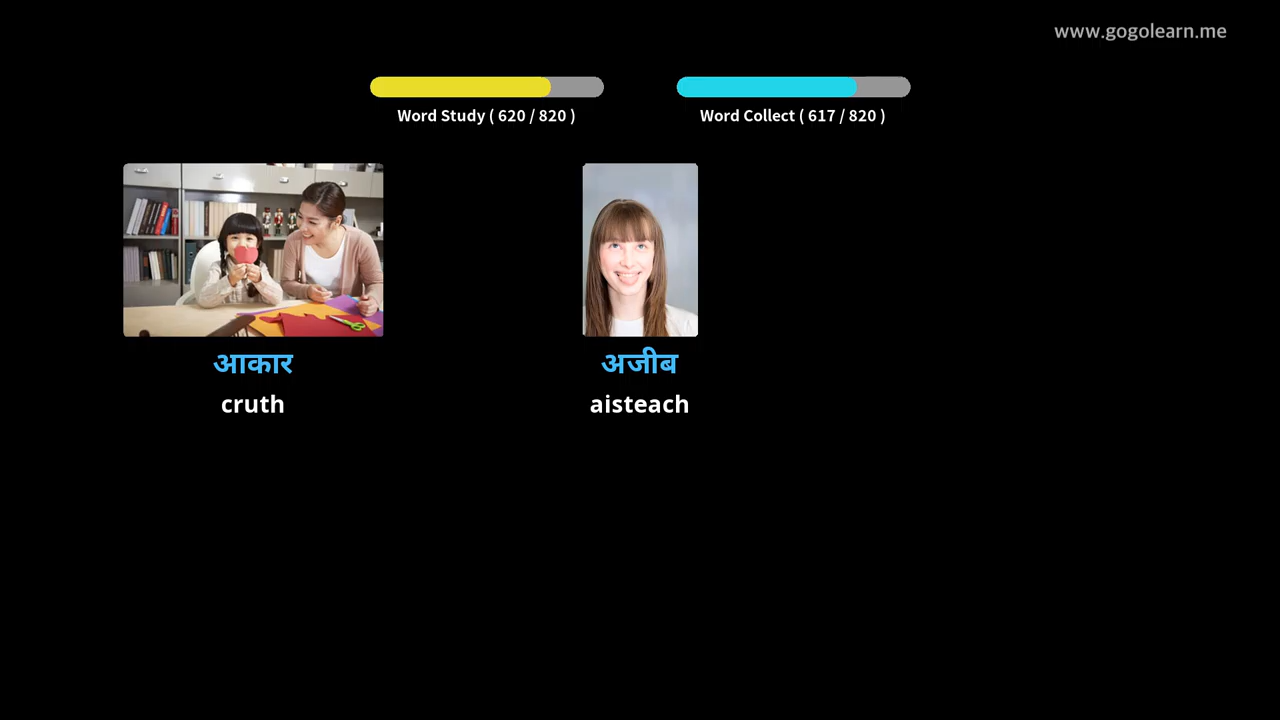 www.gogolearn.me
Word Study ( 620 / 820 )
Word Collect ( 617 / 820 )
आकार
cruth
अजीब
aisteach